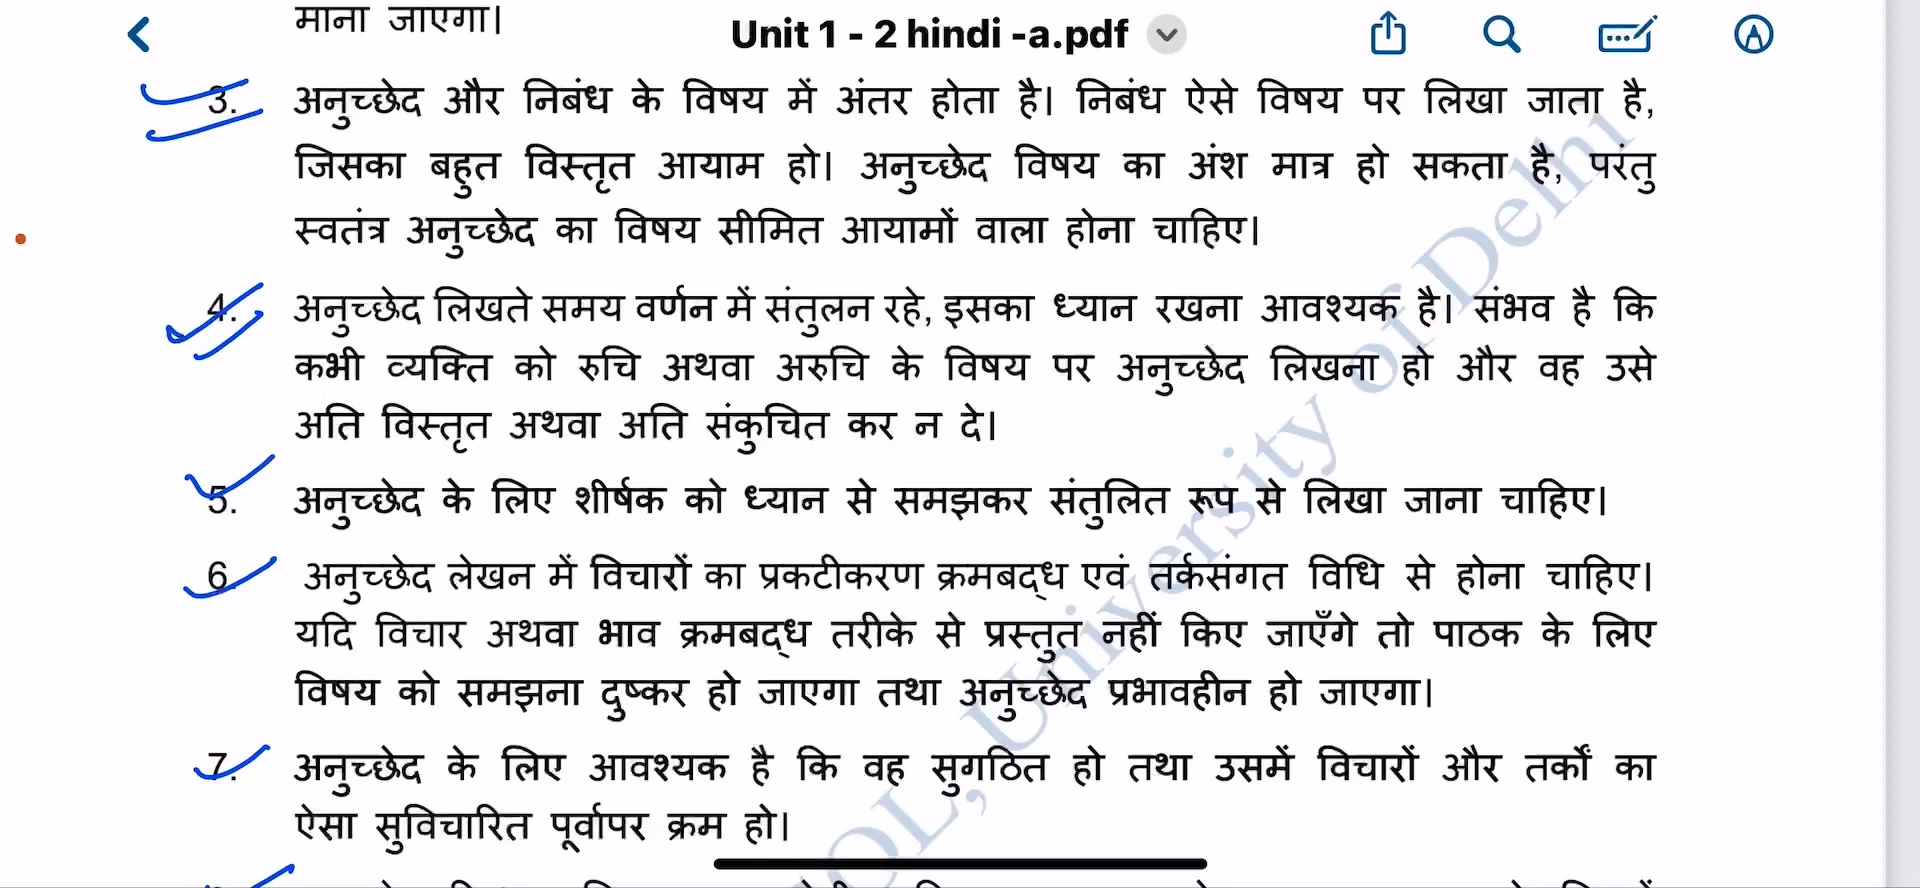 माना जाएगा।
Unit 1 - 2 hindi -a.pdf
3. अनुच्छेद और निबंध के विषय में अंतर होता है। निबंध ऐसे विषय पर लिखा जाता है,
जिसका बहुत विस्तृत आयाम हो। अनुच्छेद विषय का अंश मात्र हो सकता है, परंतु
स्वतंत्र अनुच्छेद का विषय सीमित आयामों वाला होना चाहिए।
4. अनुच्छेद लिखते समय वर्णन में संतुलन रहे, इसका ध्यान रखना आवश्यक है। संभव है कि
कभी व्यक्ति को रुचि अथवा अरुचि के विषय पर अनुच्छेद लिखना हो और वह उसे
अति विस्तृत अथवा अति संकुचित कर न दे।
5. अनुच्छेद के लिए शीर्षक को ध्यान से समझकर संतुलित रूप से लिखा जाना चाहिए।
6. अनुच्छेद लेखन में विचारों का प्रकटीकरण क्रमबद्ध एवं तर्कसंगत विधि से होना चाहिए।
यदि विचार अथवा भाव क्रमबद्ध तरीके से प्रस्तुत नहीं किए जाएँगे तो पाठक के लिए
विषय को समझना दुष्कर हो जाएगा तथा अनुच्छेद प्रभावहीन हो जाएगा।
7. अनुच्छेद के लिए आवश्यक है कि वह सुगठित हो तथा उसमें विचारों और तर्कों का
ऐसा सुविचारित पूर्वापर क्रम हो।
OL, University of Delhi